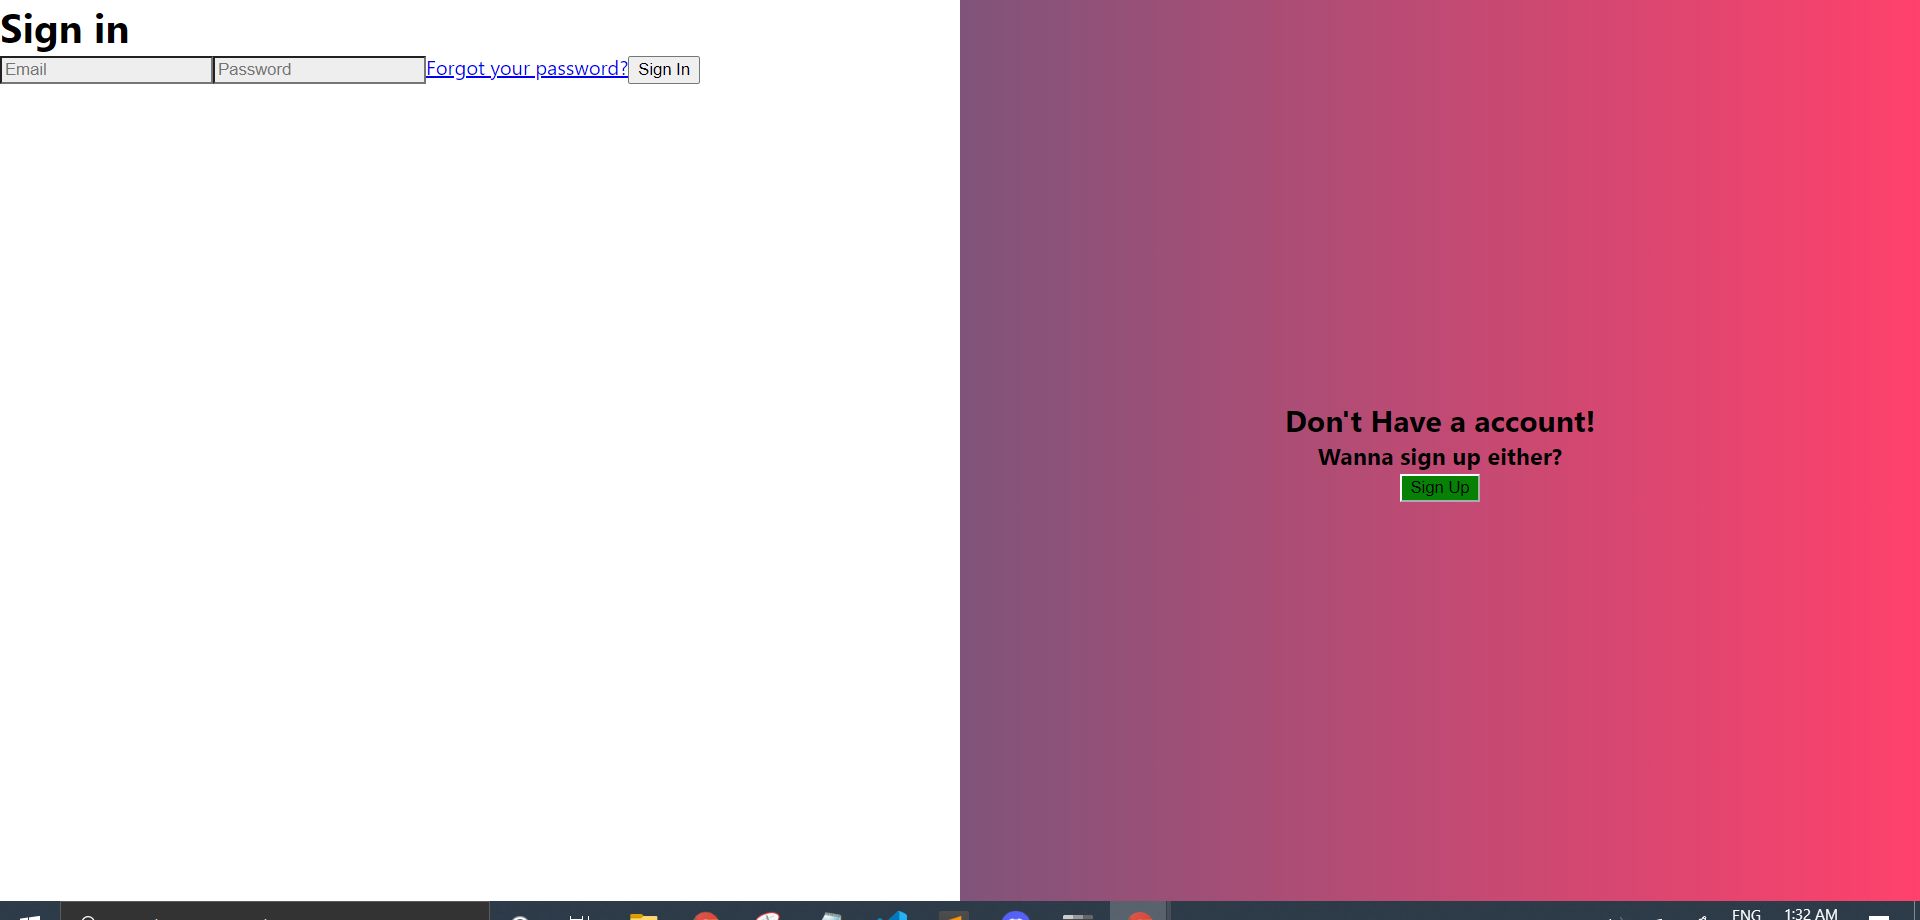 Sign in
Email Password Forgot your password? Sign In
Don't Have a account!
Wanna sign up either?
Sign Up
ENG 1:32 AM